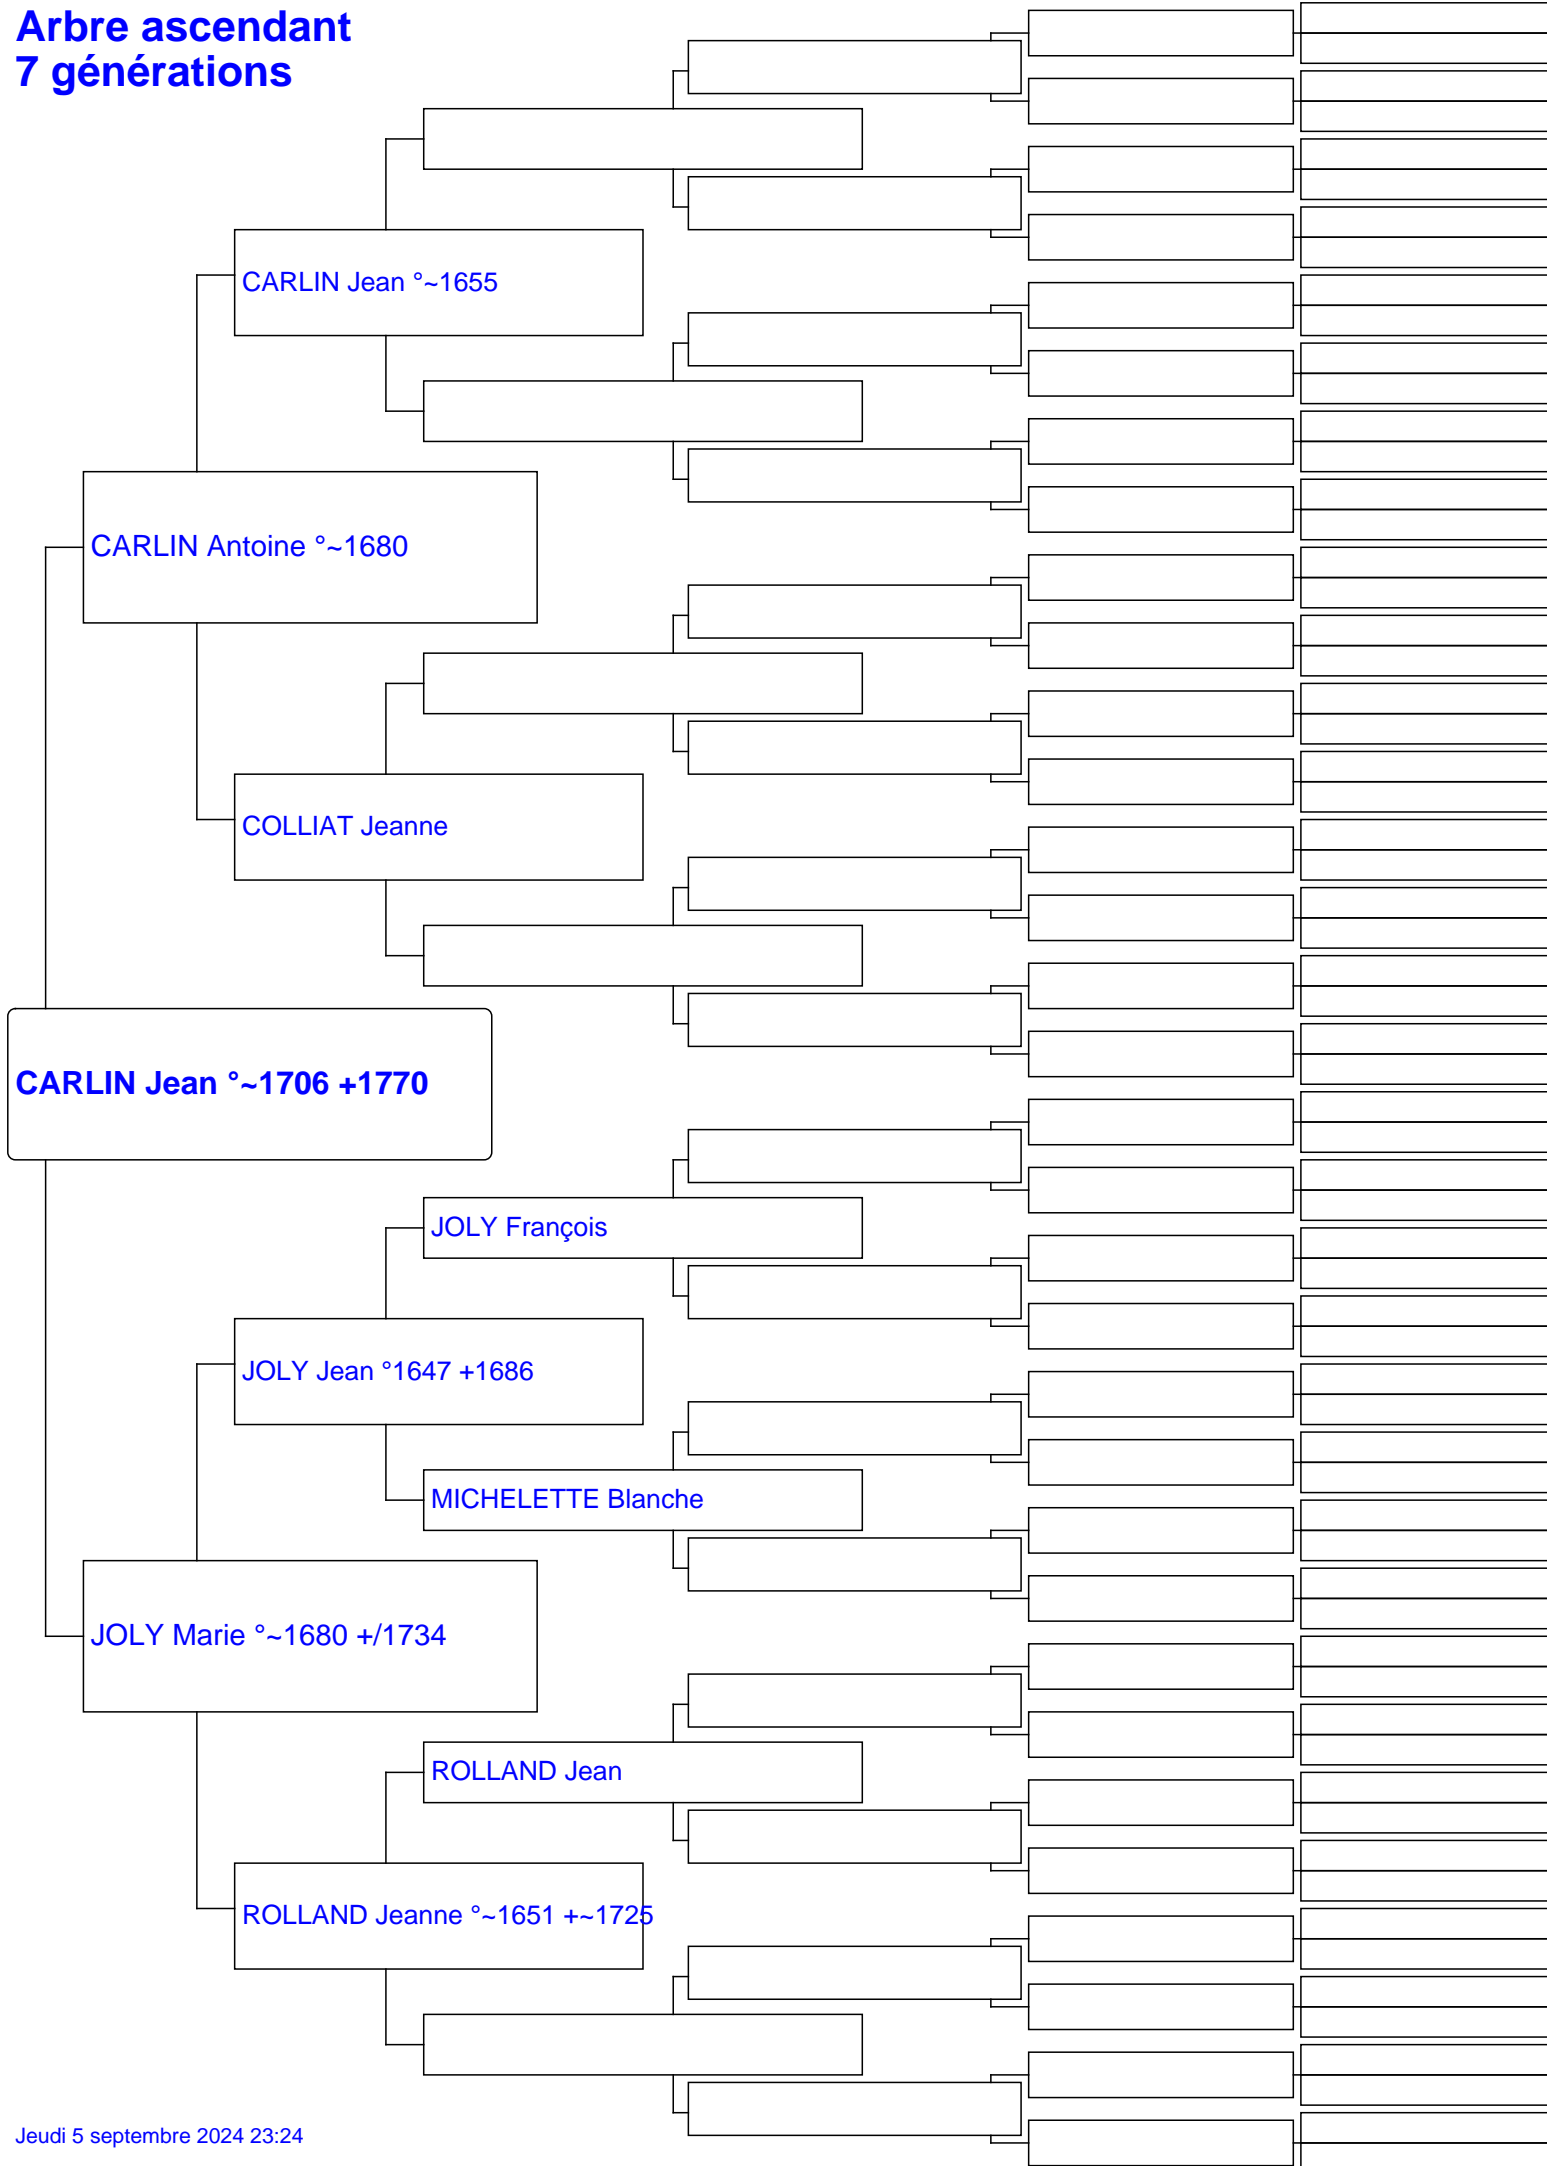 Arbre ascendant
7 générations
CARLIN Jean °~1655
CARLIN Antoine °~1680
COLLIAT Jeanne
CARLIN Jean °~1706 +1770
JOLY François
JOLY Jean °1647 +1686
MICHELETTE Blanche
JOLY Marie °~1680 +/1734
ROLLAND Jean
ROLLAND Jeanne °~1651 +~1725
Jeudi 5 septembre 2024 23:24